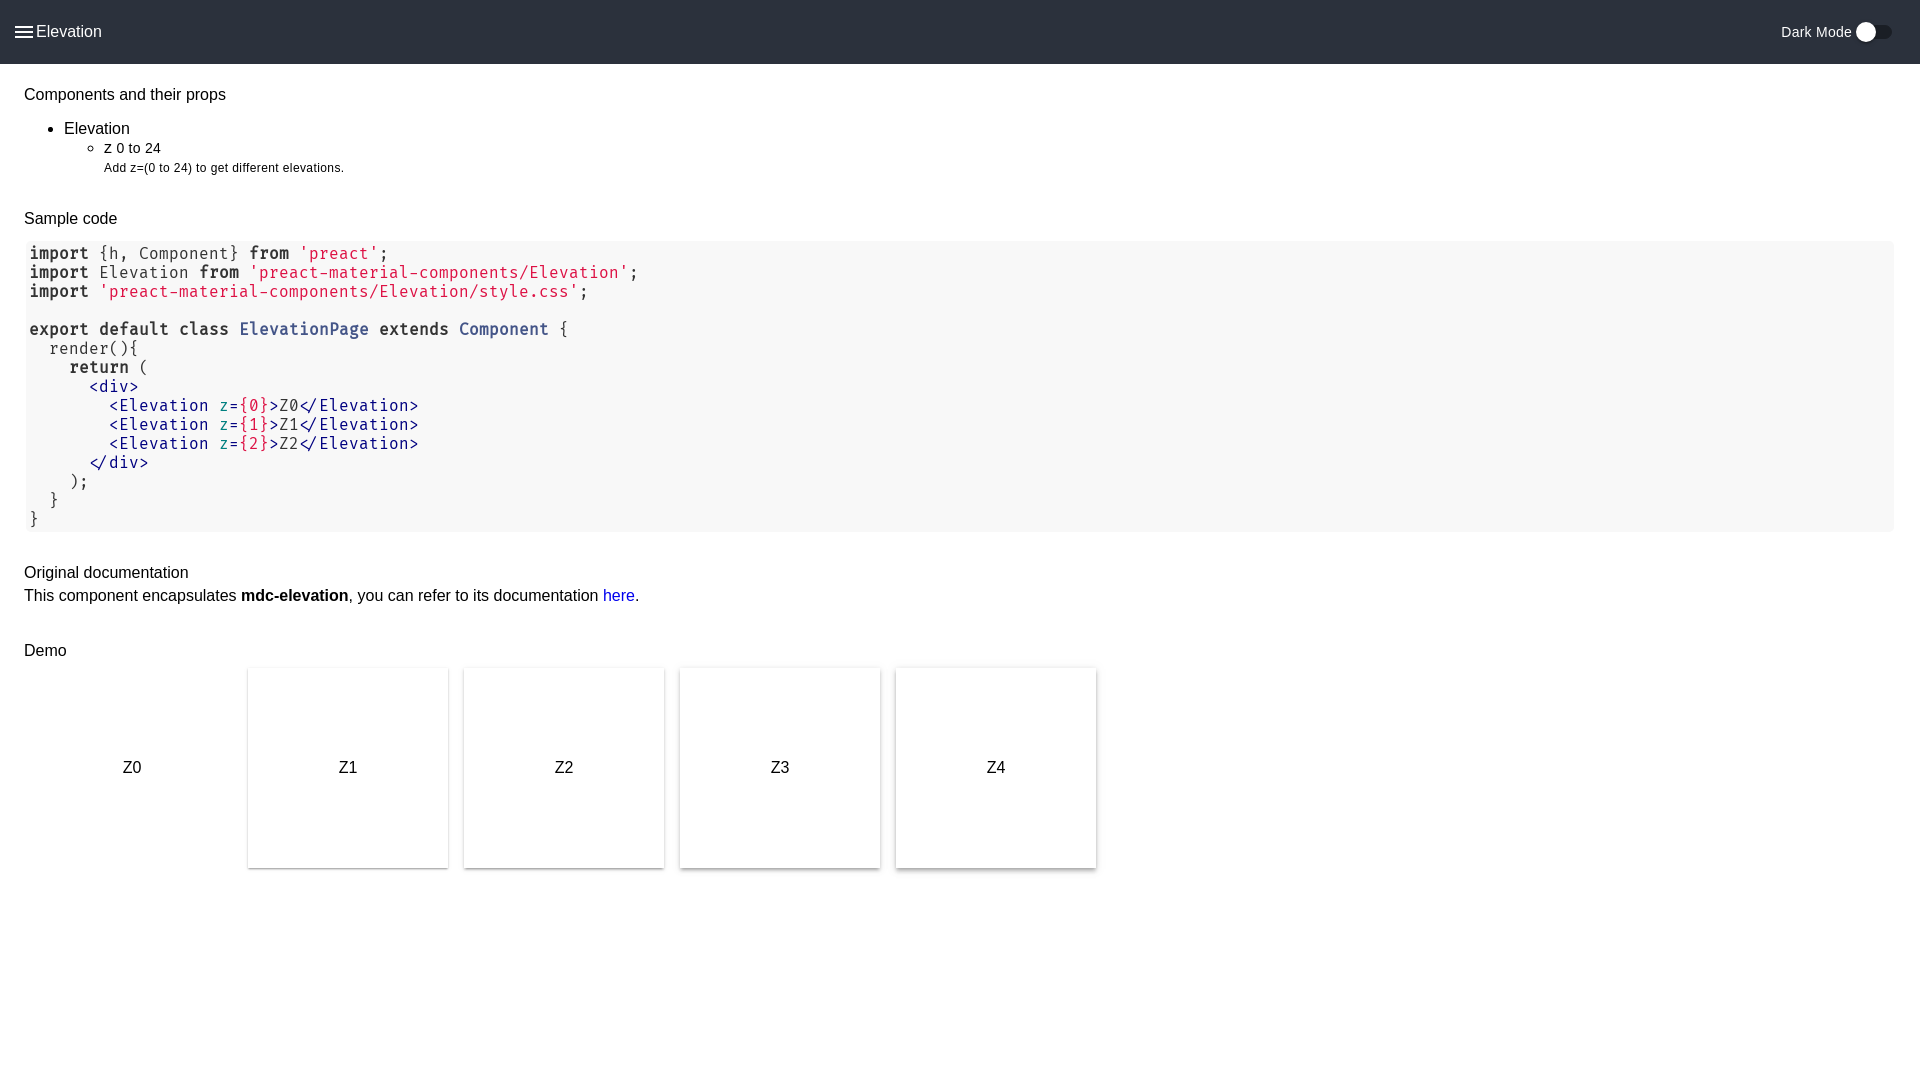 Elevation
Dark Mode
Components and their props
Elevation
z 0 to 24
Add z=(0 to 24) to get different elevations.
Sample code
import {h, Component} from 'preact';
import Elevation from 'preact-material-components/Elevation';
import 'preact-material-components/Elevation/style.css';
export default class ElevationPage extends Component {
  render(){
    return (
      <div>
        <Elevation z={0}>Z0</Elevation>
        <Elevation z={1}>Z1</Elevation>
        <Elevation z={2}>Z2</Elevation>
      </div>
    );
  }
}
Original documentation
This component encapsulates mdc-elevation, you can refer to its documentation here.
Demo
Z0
Z1
Z2
Z3
Z4